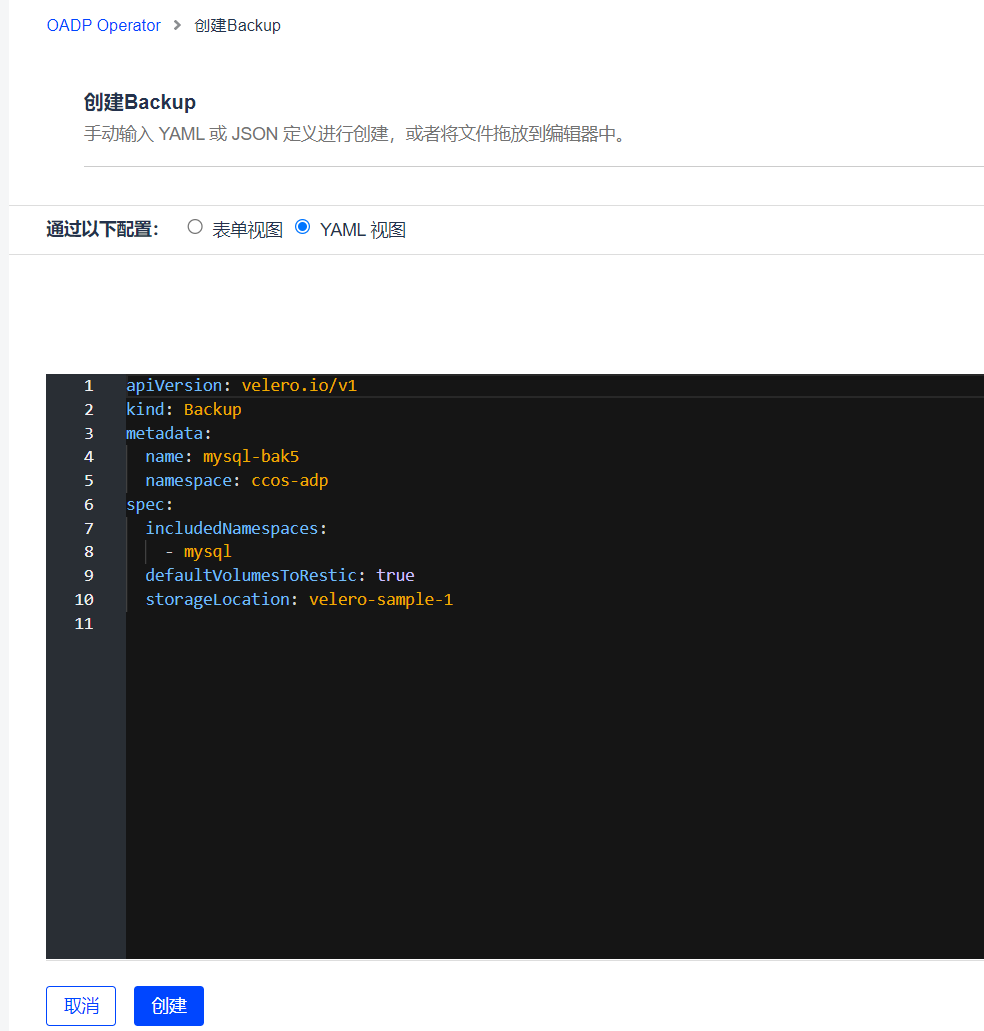 OADP Operator > 创建Backup
创建Backup
手动输入 YAML 或 JSON 定义进行创建，或者将文件拖放到编辑器中。
通过以下配置： 表单视图 YAML 视图
1 apiVersion: velero.io/v1
2 kind: Backup
3 metadata:
4   name: mysql-bak5
5   namespace: ccos-adp
6 spec:
7   includedNamespaces:
8     - mysql
9   defaultVolumesToRestic: true
10   storageLocation: velero-sample-1
11
取消 创建